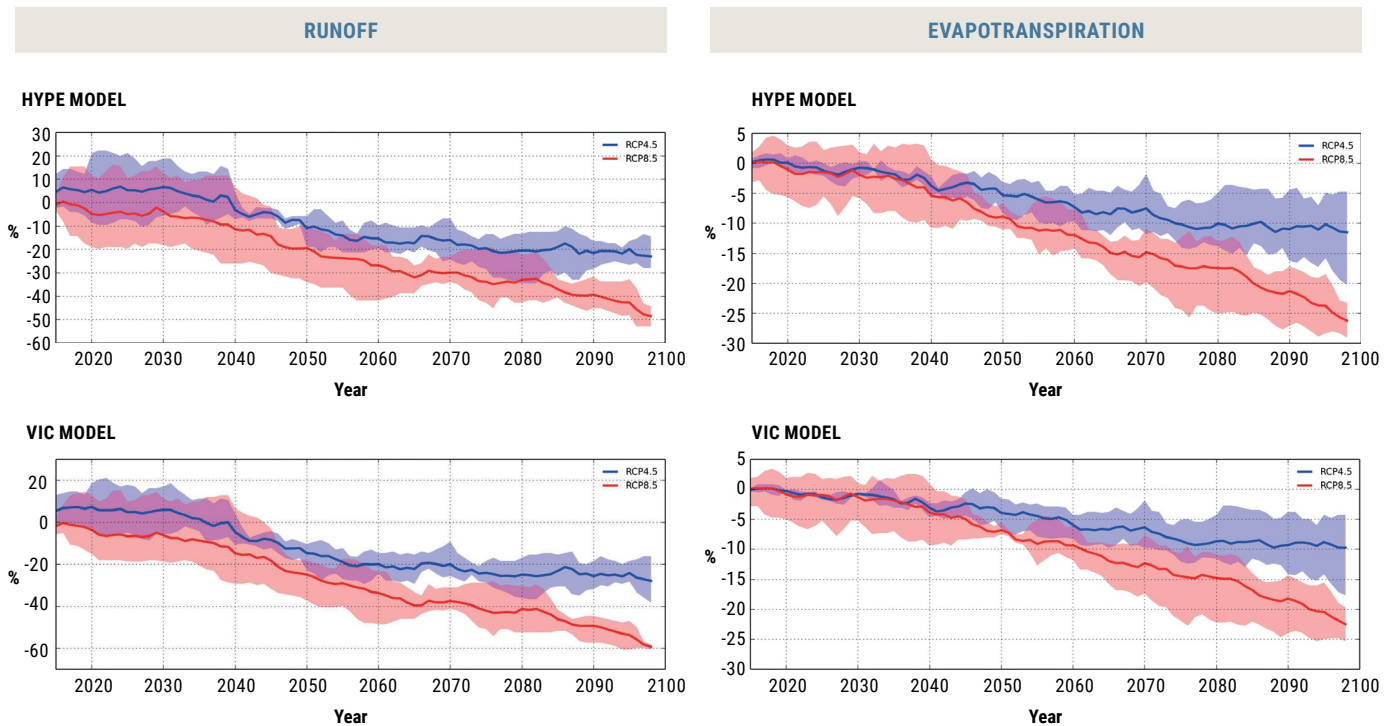 RUNOFF
EVAPOTRANSPIRATION
HYPE MODEL
30
20
10
0
-10
-20
-30
-40
-50
-60
%
RCP4.5
RCP8.5
2020 2030 2040 2050 2060 2070 2080 2090 2100
Year
HYPE MODEL
5
0
-5
-10
-15
-20
-25
-30
%
RCP4.5
RCP8.5
2020 2030 2040 2050 2060 2070 2080 2090 2100
Year
VIC MODEL
20
0
-20
-40
-60
%
RCP4.5
RCP8.5
2020 2030 2040 2050 2060 2070 2080 2090 2100
Year
VIC MODEL
5
0
-5
-10
-15
-20
-25
-30
%
RCP4.5
RCP8.5
2020 2030 2040 2050 2060 2070 2080 2090 2100
Year